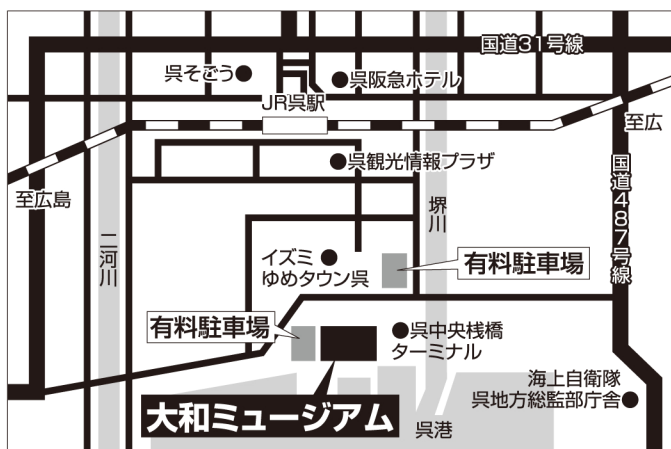 国道31号線
呉そごう
呉阪急ホテル
JR呉駅
至広
呉観光情報プラザ
至広島
国道487号線
二河川
堺川
イズミ
ゆめタウン呉
有料駐車場
有料駐車場
呉中央桟橋
ターミナル
海上自衛隊
呉地方総監部庁舎
大和ミュージアム
呉港